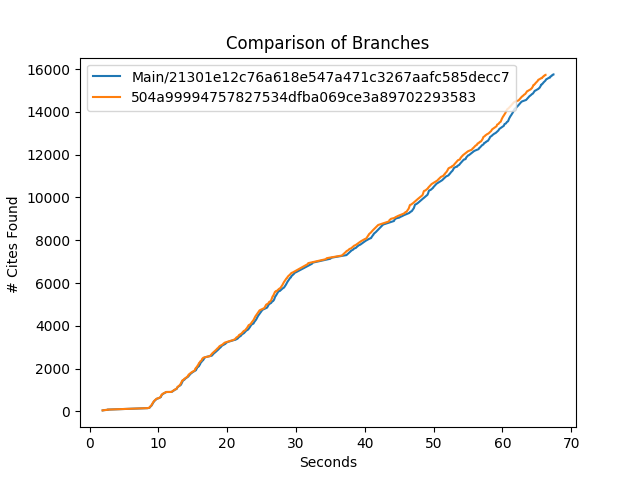 Comparison of Branches
Main/21301e12c76a618e547a471c3267aafc585decc7
504a99994757827534dfba069ce3a89702293583
16000
14000
12000
10000
8000
6000
4000
2000
0
# Cites Found
0 10 20 30 40 50 60 70
Seconds